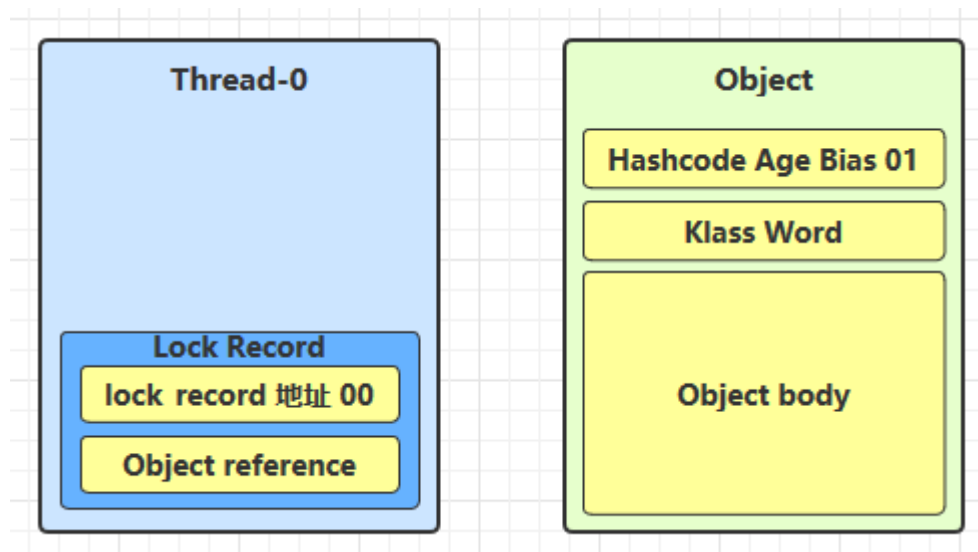 Thread-0
Lock Record
lock record 地址 00
Object reference
Object
Hashcode Age Bias 01
Klass Word
Object body